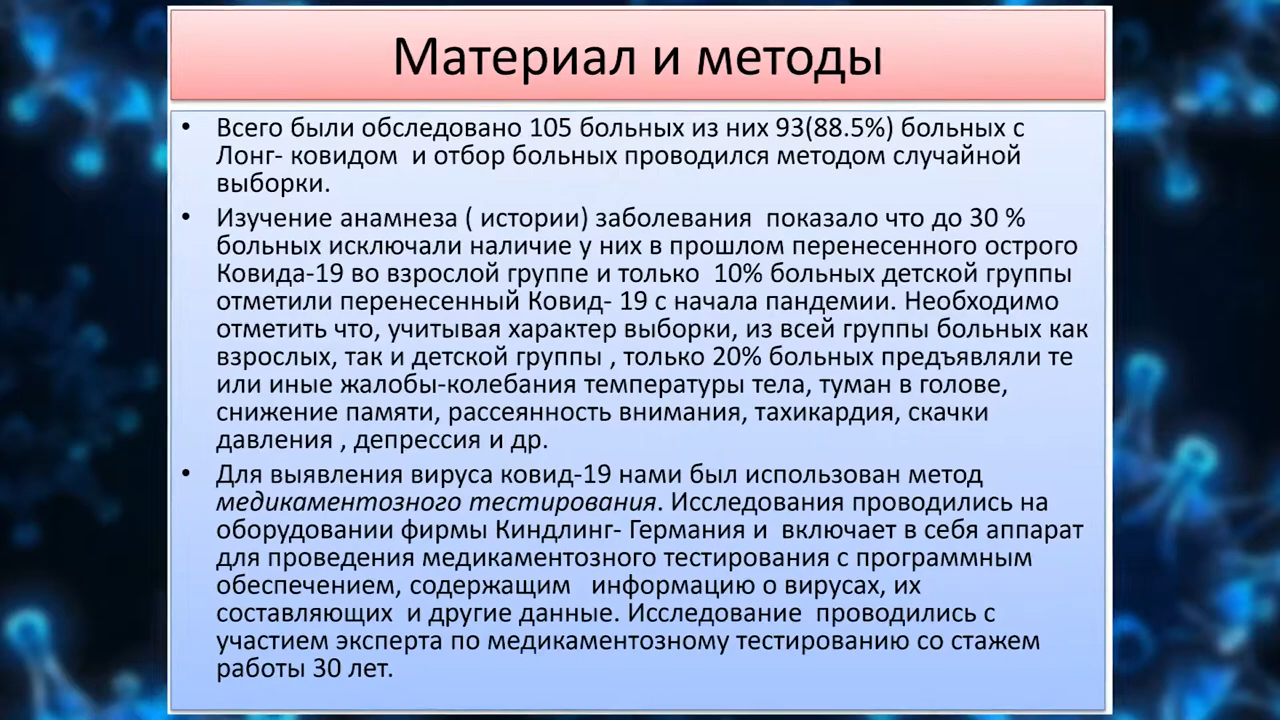 Материал и методы
• Всего были обследовано 105 больных из них 93(88.5%) больных с
Лонг- ковидом и отбор больных проводился методом случайной
выборки.
• Изучение анамнеза ( истории) заболевания показало что до 30 %
больных исключали наличие у них в прошлом перенесенного острого
Ковида-19 во взрослой группе и только 10% больных детской группы
отметили перенесенный Ковид- 19 с начала пандемии. Необходимо
отметить что, учитывая характер выборки, из всей группы больных как
взрослых, так и детской группы , только 20% больных предъявляли те
или иные жалобы-колебания температуры тела, туман в голове,
снижение памяти, рассеянность внимания, тахикардия, скачки
давления , депрессия и др.
• Для выявления вируса ковид-19 нами был использован метод
медикаментозного тестирования. Исследования проводились на
оборудовании фирмы Киндлинг- Германия и включает в себя аппарат
для проведения медикаментозного тестирования с программным
обеспечением, содержащим информацию о вирусах, их
составляющих и другие данные. Исследование проводились с
участием эксперта по медикаментозному тестированию со стажем
работы 30 лет.